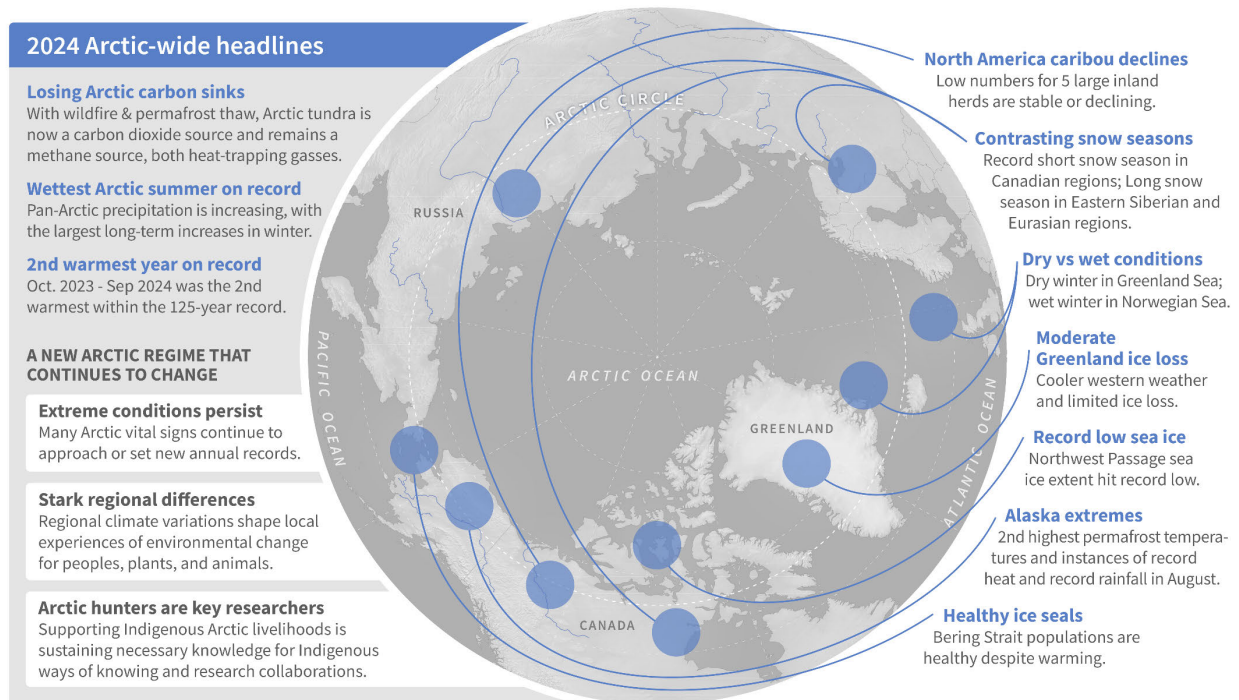 2024 Arctic-wide headlines
Losing Arctic carbon sinks
With wildfire & permafrost thaw, Arctic tundra is
now a carbon dioxide source and remains a
methane source, both heat-trapping gasses.
Wettest Arctic summer on record
Pan-Arctic precipitation is increasing, with
the largest long-term increases in winter.
2nd warmest year on record
Oct. 2023 - Sep 2024 was the 2nd
warmest within the 125-year record.
A NEW ARCTIC REGIME THAT
CONTINUES TO CHANGE
Extreme conditions persist
Many Arctic vital signs continue to
approach or set new annual records.
Stark regional differences
Regional climate variations shape local
experiences of environmental change
for peoples, plants, and animals.
Arctic hunters are key researchers
Supporting Indigenous Arctic livelihoods is
sustaining necessary knowledge for Indigenous
ways of knowing and research collaborations.
ARCTIC CIRCLE
RUSSIA
PACIFIC OCEAN
ARCTIC OCEAN
GREENLAND
ATLANTIC OCEAN
CANADA
North America caribou declines
Low numbers for 5 large inland
herds are stable or declining.
Contrasting snow seasons
Record short snow season in
Canadian regions; Long snow
season in Eastern Siberian and
Eurasian regions.
Dry vs wet conditions
Dry winter in Greenland Sea;
wet winter in Norwegian Sea.
Moderate
Greenland ice loss
Cooler western weather
and limited ice loss.
Record low sea ice
Northwest Passage sea
ice extent hit record low.
Alaska extremes
2nd highest permafrost tempera-
tures and instances of record
heat and record rainfall in August.
Healthy ice seals
Bering Strait populations are
healthy despite warming.